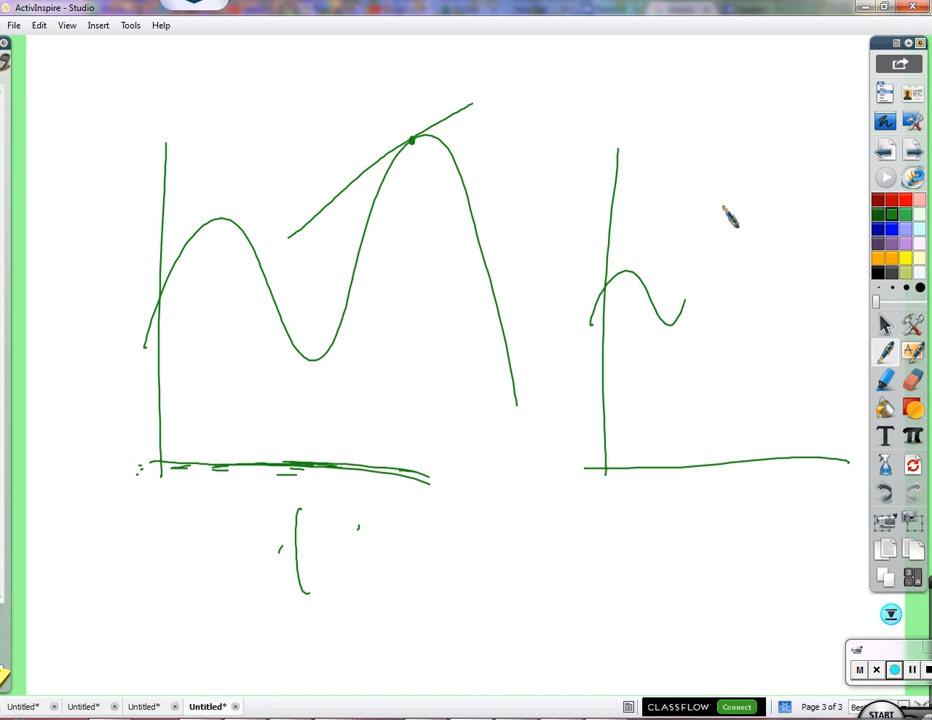 ActivInspire - Studio
File Edit View Insert Tools Help
T
M
Untitled* Untitled* Untitled* Untitled*
CLASSFLOW Connect
Page 3 of 3
Bes
START